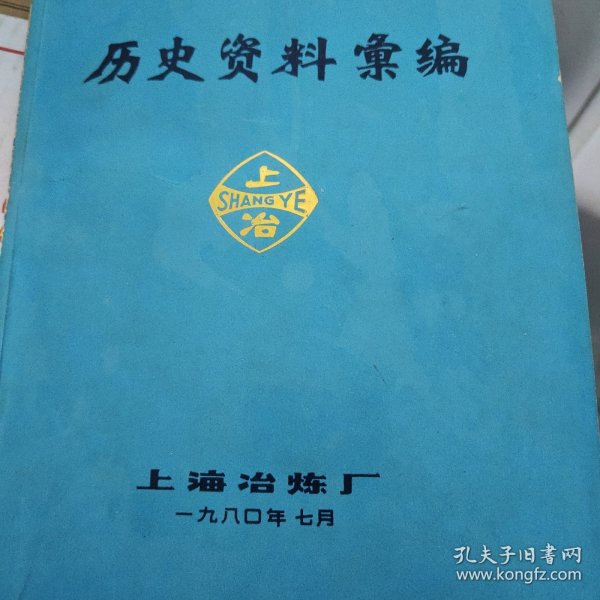 历史资料彙编
上
SHANG YE
冶
上海冶炼厂
一九八〇年七月
孔夫子旧书网
www.kongfz.com